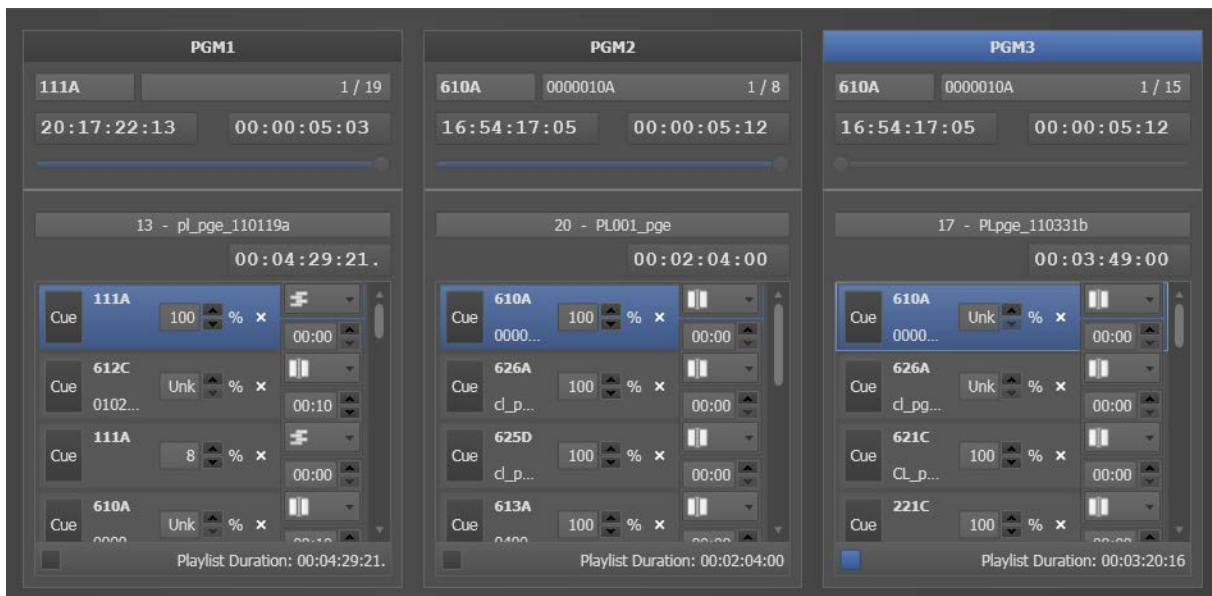 PGM1
111A 1 / 19
20:17:22:13 00:00:05:03
13 - pl_pge_110119a
00:04:29:21.
Cue 111A 100 % × 00:00
Cue 612C 0102... Unk % × 00:10
Cue 111A 8 % × 00:00
Cue 610A Unk % ×
Playlist Duration: 00:04:29:21.
PGM2
610A 0000010A 1 / 8
16:54:17:05 00:00:05:12
20 - PL001_pge
00:02:04:00
Cue 610A 0000... 100 % × 00:00
Cue 626A cl_p... 100 % × 00:00
Cue 625D cl_p... 100 % × 00:00
Cue 613A 100 % ×
Playlist Duration: 00:02:04:00
PGM3
610A 0000010A 1 / 15
16:54:17:05 00:00:05:12
17 - PLpge_110331b
00:03:49:00
Cue 610A 0000... Unk % × 00:00
Cue 626A cl_pg... Unk % × 00:00
Cue 621C CL_p... 100 % × 00:00
Cue 221C 100 % ×
Playlist Duration: 00:03:20:16